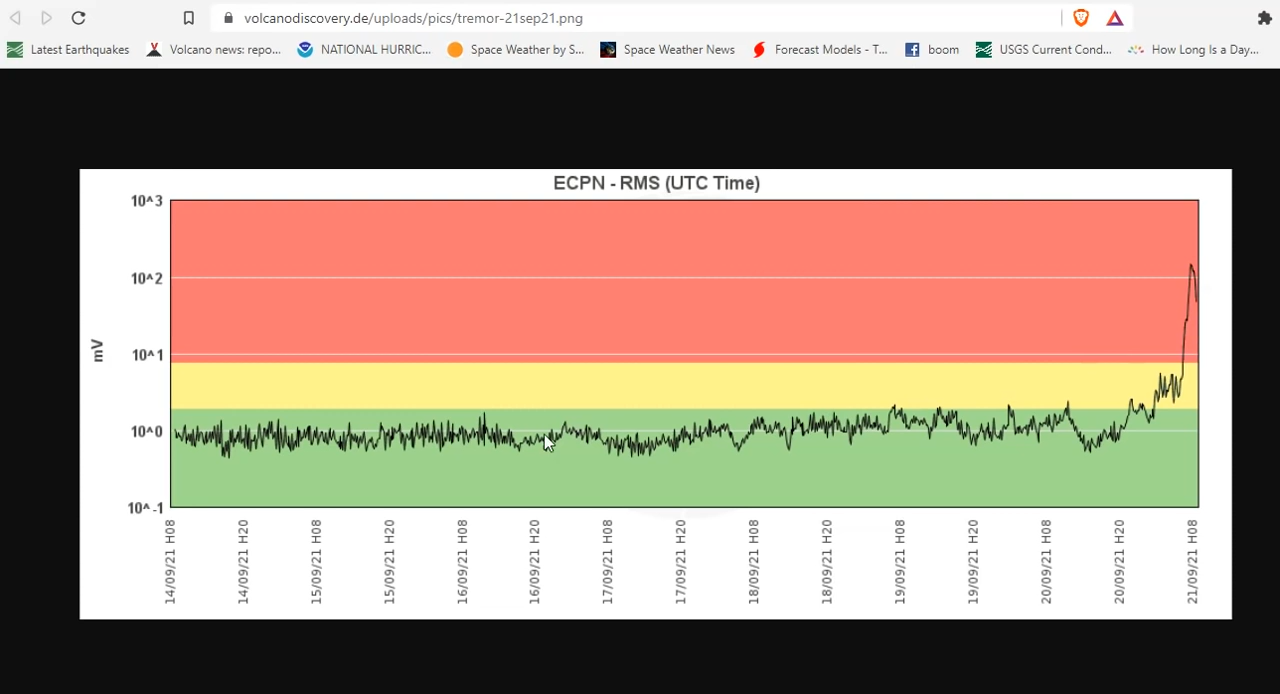 volcanodiscovery.de/uploads/pics/tremor-21sep21.png
Latest Earthquakes Volcano news: repo... NATIONAL HURRIC... Space Weather by S... Space Weather News Forecast Models - T... boom USGS Current Cond... How Long Is a Day...
ECPN - RMS (UTC Time)
10^3
10^2
mV
10^1
10^0
10^-1
14/09/21 H08
14/09/21 H20
15/09/21 H08
15/09/21 H20
16/09/21 H08
16/09/21 H20
17/09/21 H08
17/09/21 H20
18/09/21 H08
18/09/21 H20
19/09/21 H08
19/09/21 H20
20/09/21 H08
20/09/21 H20
21/09/21 H08